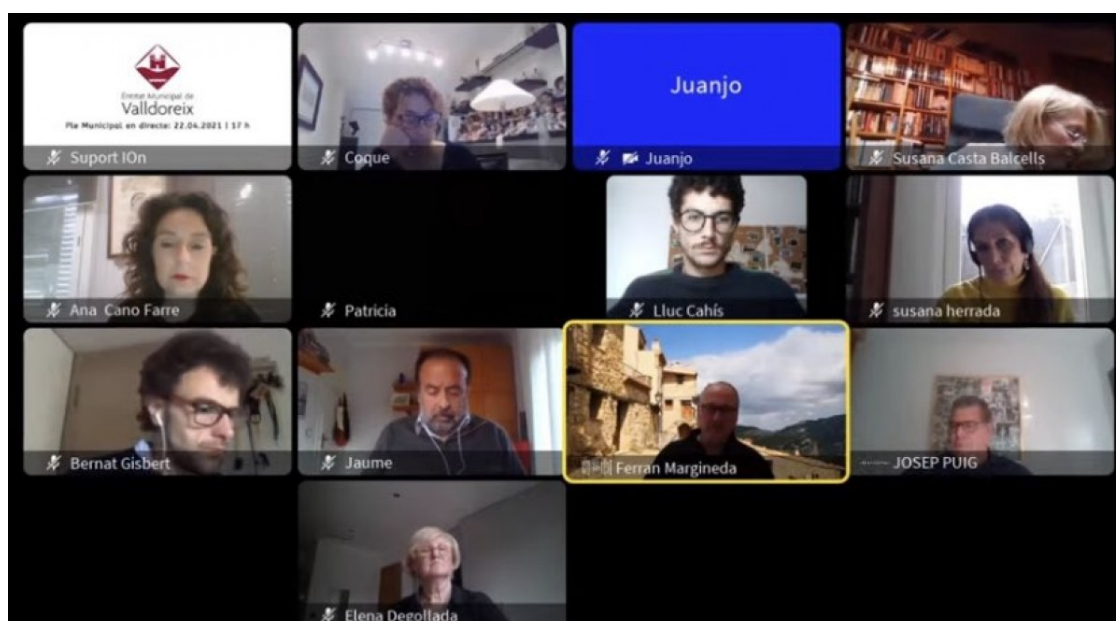 Entitat Municipal de
Valldoreix
Ple Municipal en directe: 22.04.2021 | 17 h
Suport IOn
Coque
Juanjo
Juanjo
Susana Casta Balcells
Ana Cano Farre
Patricia
Lluc Cahís
susana herrada
Bernat Gisbert
Jaume
Ferran Margineda
JOSEP PUIG
Elena Degollada